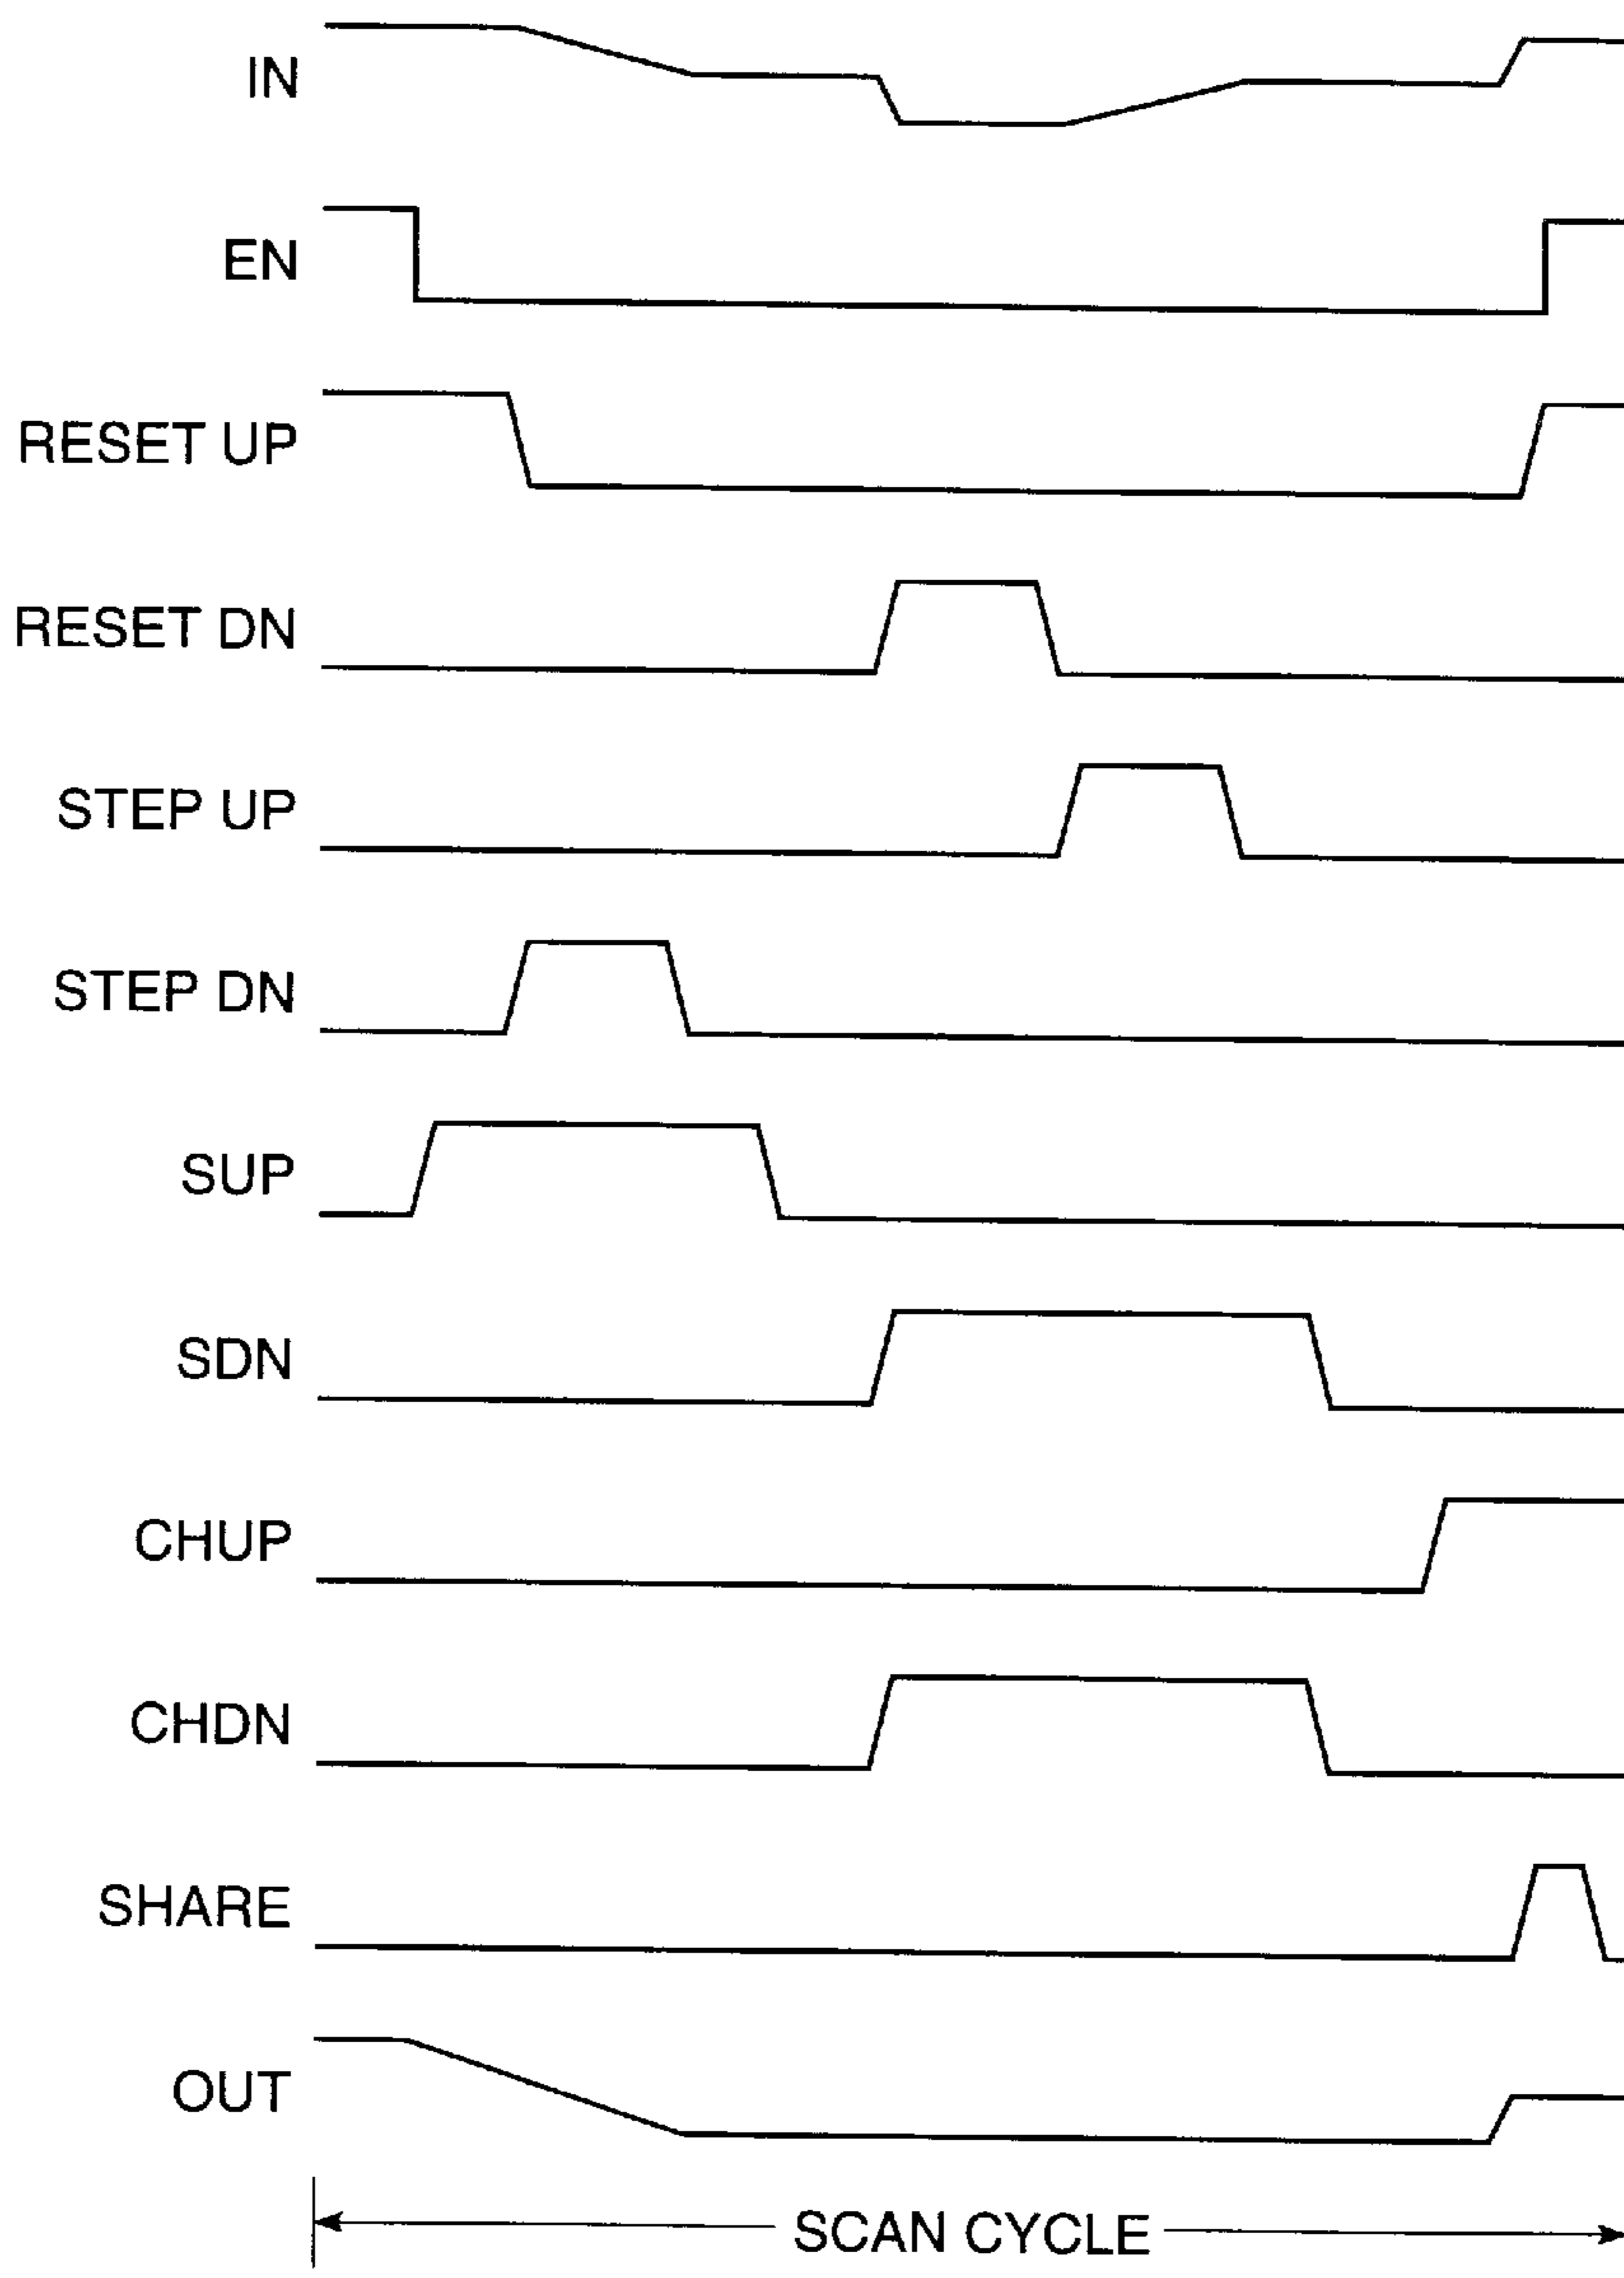 IN
EN
RESET UP
RESET DN
STEP UP
STEP DN
SUP
SDN
CHUP
CHDN
SHARE
OUT
SCAN CYCLE